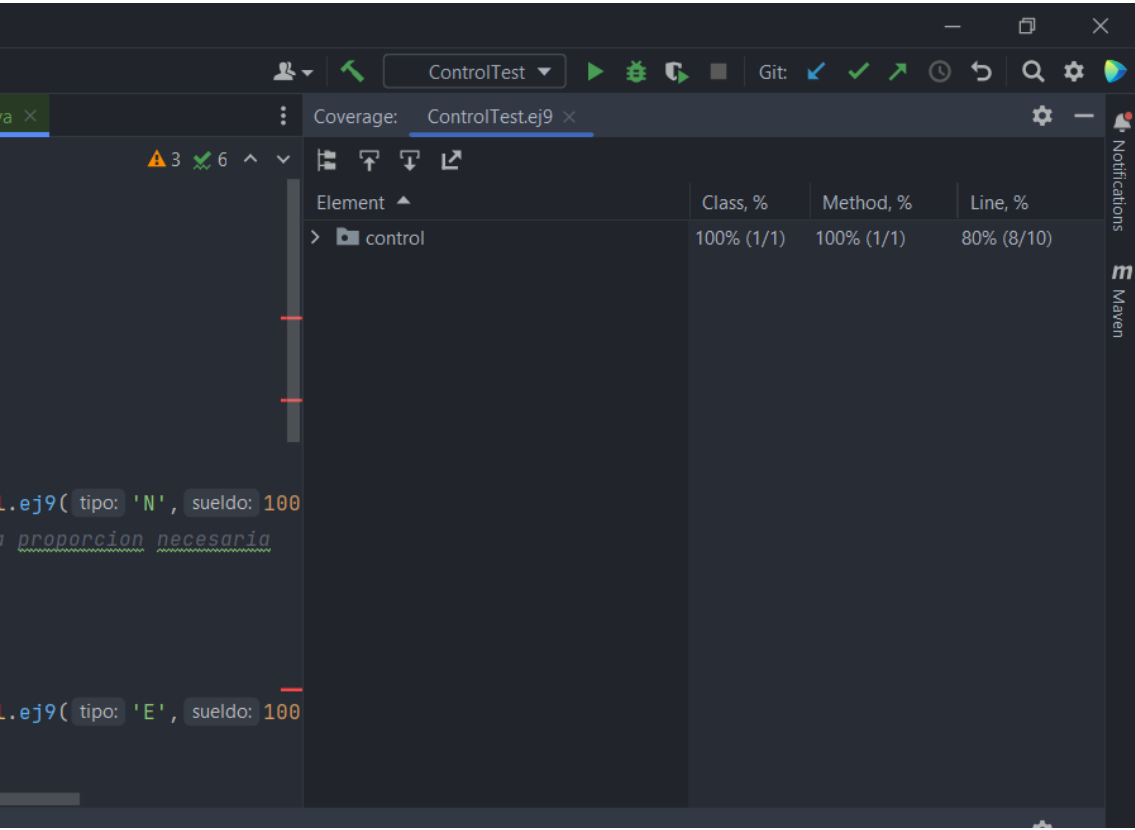 ControlTest
Git:
va
Coverage: ControlTest.ej9
3 6
Element Class, % Method, % Line, %
control 100% (1/1) 100% (1/1) 80% (8/10)
Notifications
m Maven
.ej9( tipo: 'N', sueldo: 100
a proporcion necesaria
.ej9( tipo: 'E', sueldo: 100